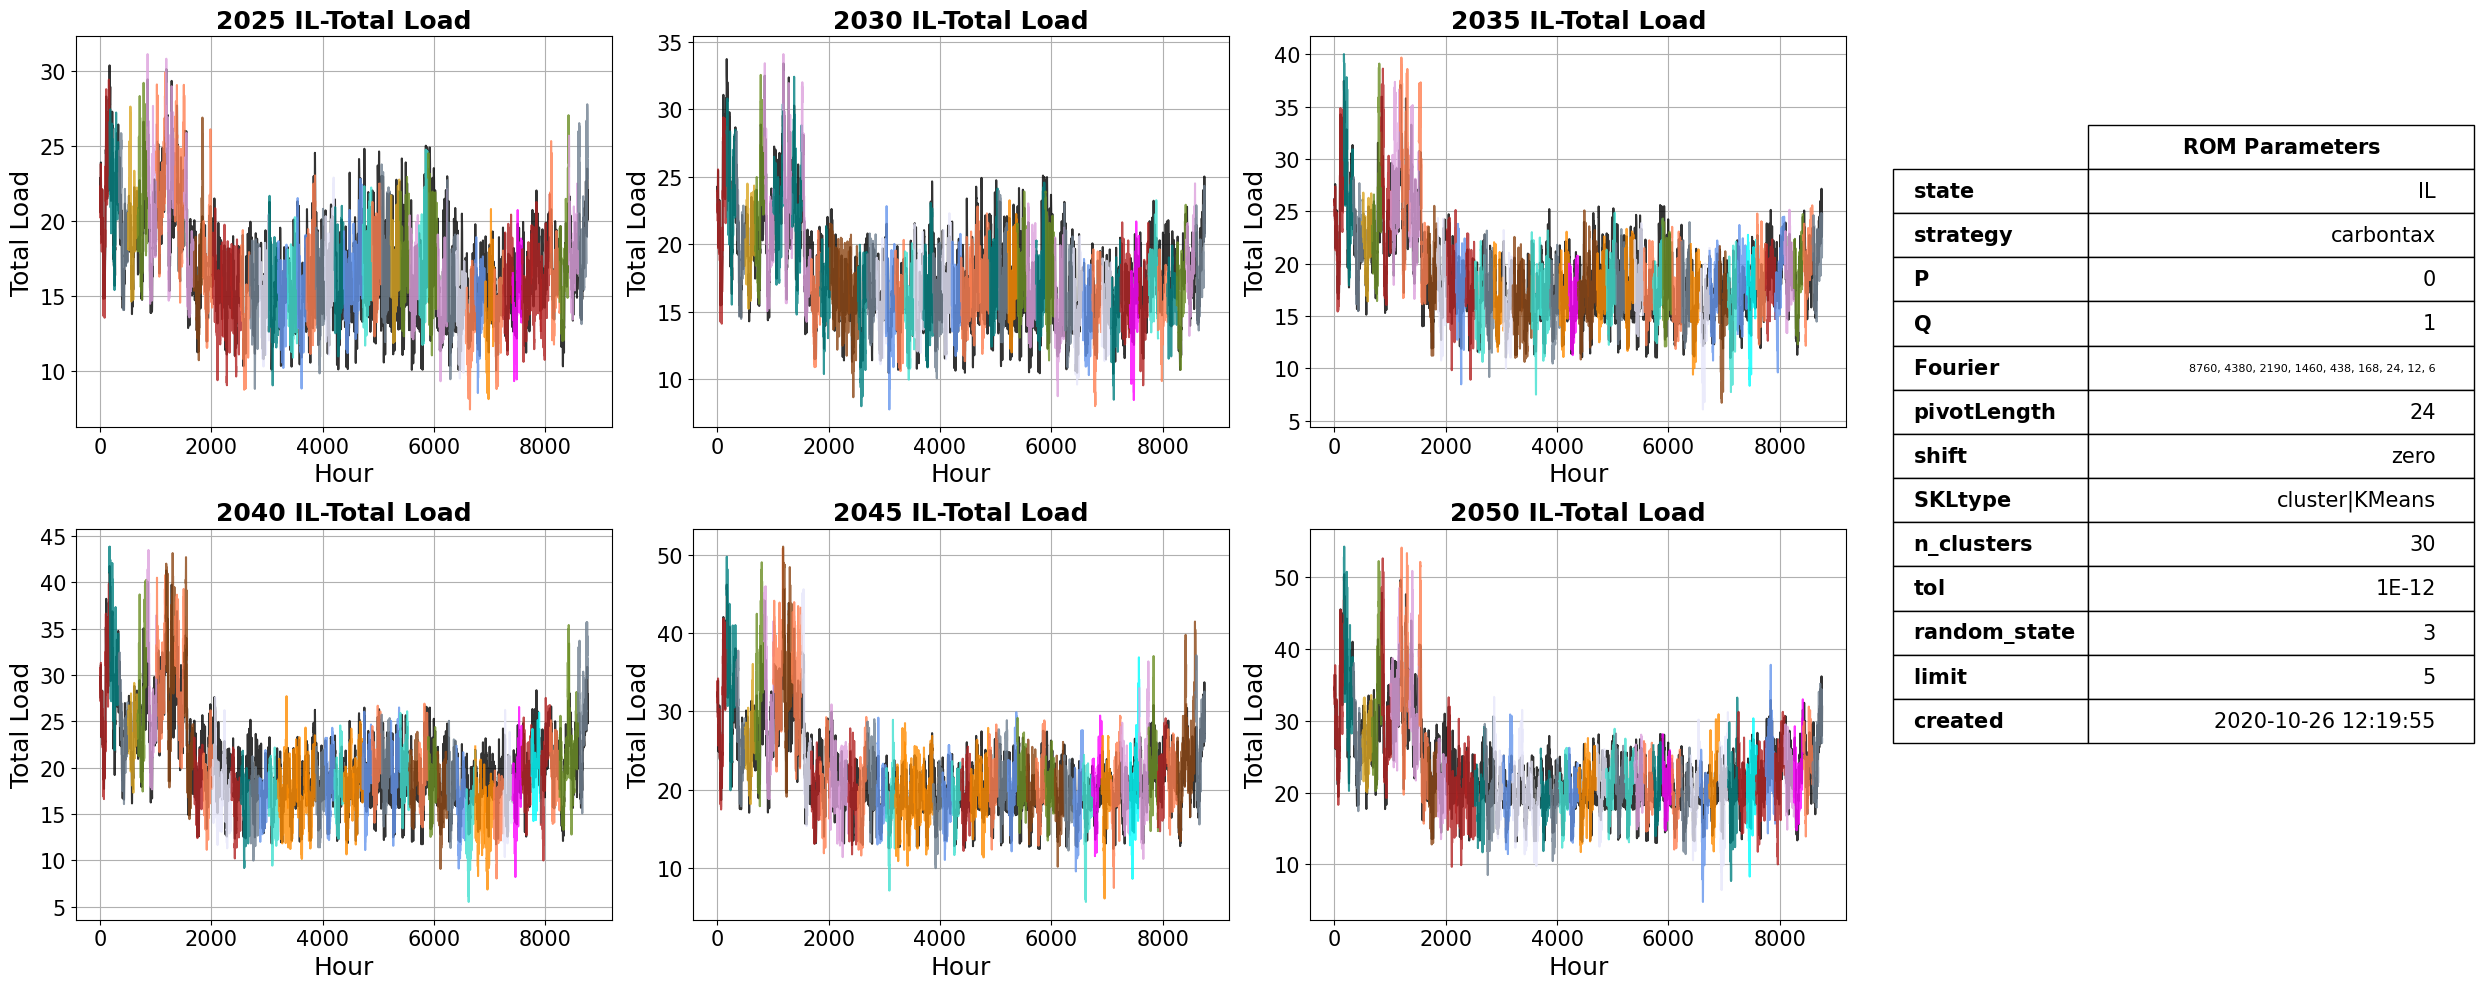 2025 IL-Total Load
Total Load
30
25
20
15
10
0 2000 4000 6000 8000
Hour
2030 IL-Total Load
Total Load
35
30
25
20
15
10
0 2000 4000 6000 8000
Hour
2035 IL-Total Load
Total Load
40
35
30
25
20
15
10
5
0 2000 4000 6000 8000
Hour
2040 IL-Total Load
Total Load
45
40
35
30
25
20
15
10
5
0 2000 4000 6000 8000
Hour
2045 IL-Total Load
Total Load
50
40
30
20
10
0 2000 4000 6000 8000
Hour
2050 IL-Total Load
Total Load
50
40
30
20
10
0 2000 4000 6000 8000
Hour
ROM Parameters
state IL
strategy carbontax
P 0
Q 1
Fourier 8760, 4380, 2190, 1460, 438, 168, 24, 12, 6
pivotLength 24
shift zero
SKLtype cluster|KMeans
n_clusters 30
tol 1E-12
random_state 3
limit 5
created 2020-10-26 12:19:55